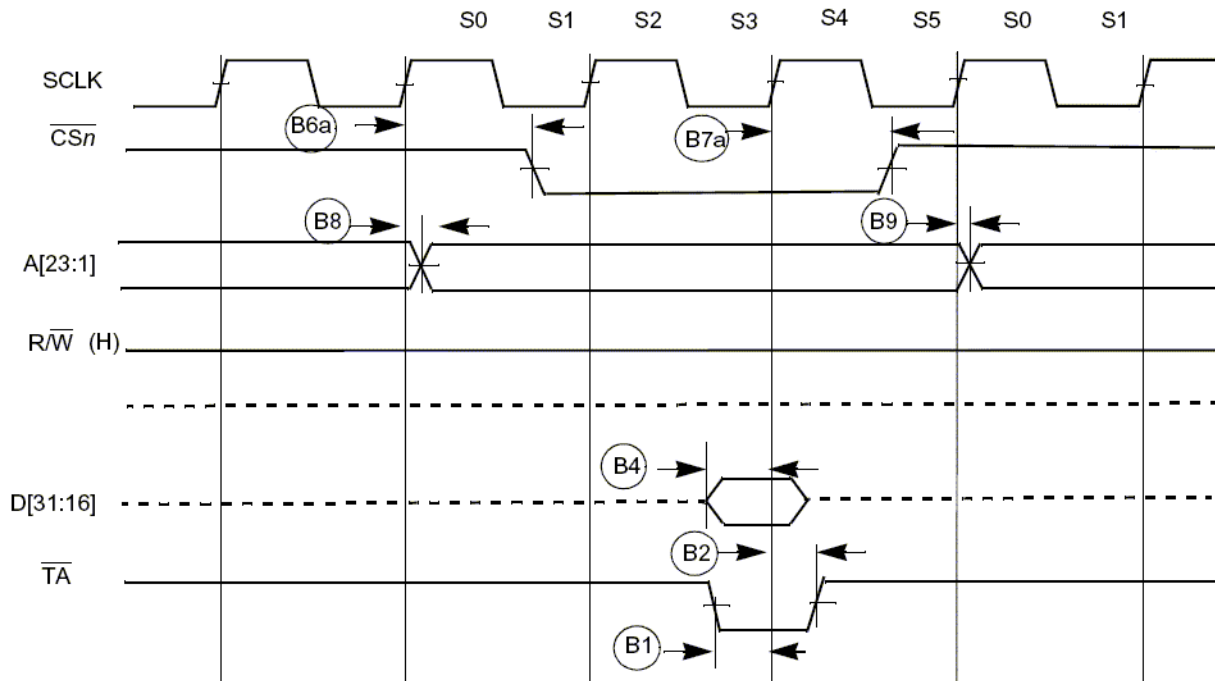 S0 S1 S2 S3 S4 S5 S0 S1
SCLK
B6a
B7a
CSn
B8
B9
A[23:1]
R/W (H)
B4
D[31:16]
B2
TA
B1